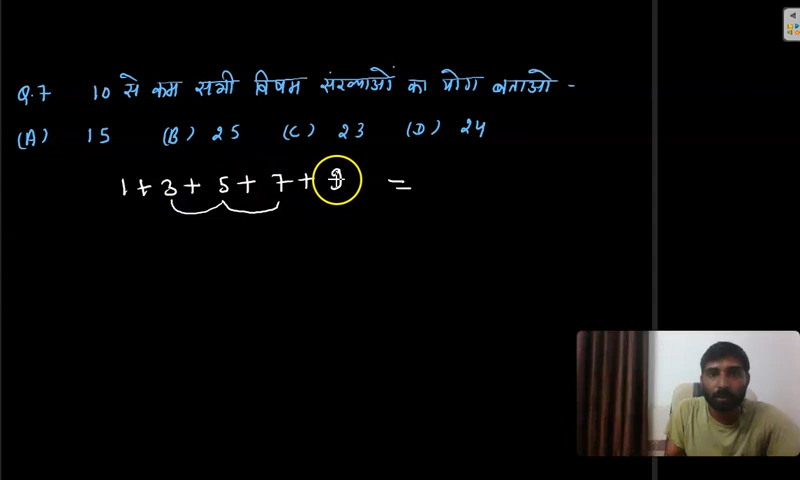 Q.7 10 से कम सभी विषम संख्याओं का योग बताओ -
(A) 15 (B) 25 (C) 23 (D) 24
1 + 3 + 5 + 7 + 9 =